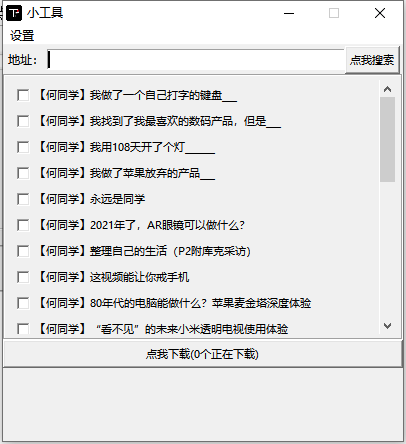 小工具
设置
地址： 点我搜索
【何同学】我做了一个自己打字的键盘___
【何同学】我找到了我最喜欢的数码产品，但是___
【何同学】我用108天开了个灯______
【何同学】我做了苹果放弃的产品___
【何同学】永远是同学
【何同学】2021年了，AR眼镜可以做什么？
【何同学】整理自己的生活（P2附库克采访）
【何同学】这视频能让你戒手机
【何同学】80年代的电脑能做什么？苹果麦金塔深度体验
【何同学】“看不见”的未来小米透明电视使用体验
点我下载(0个正在下载)